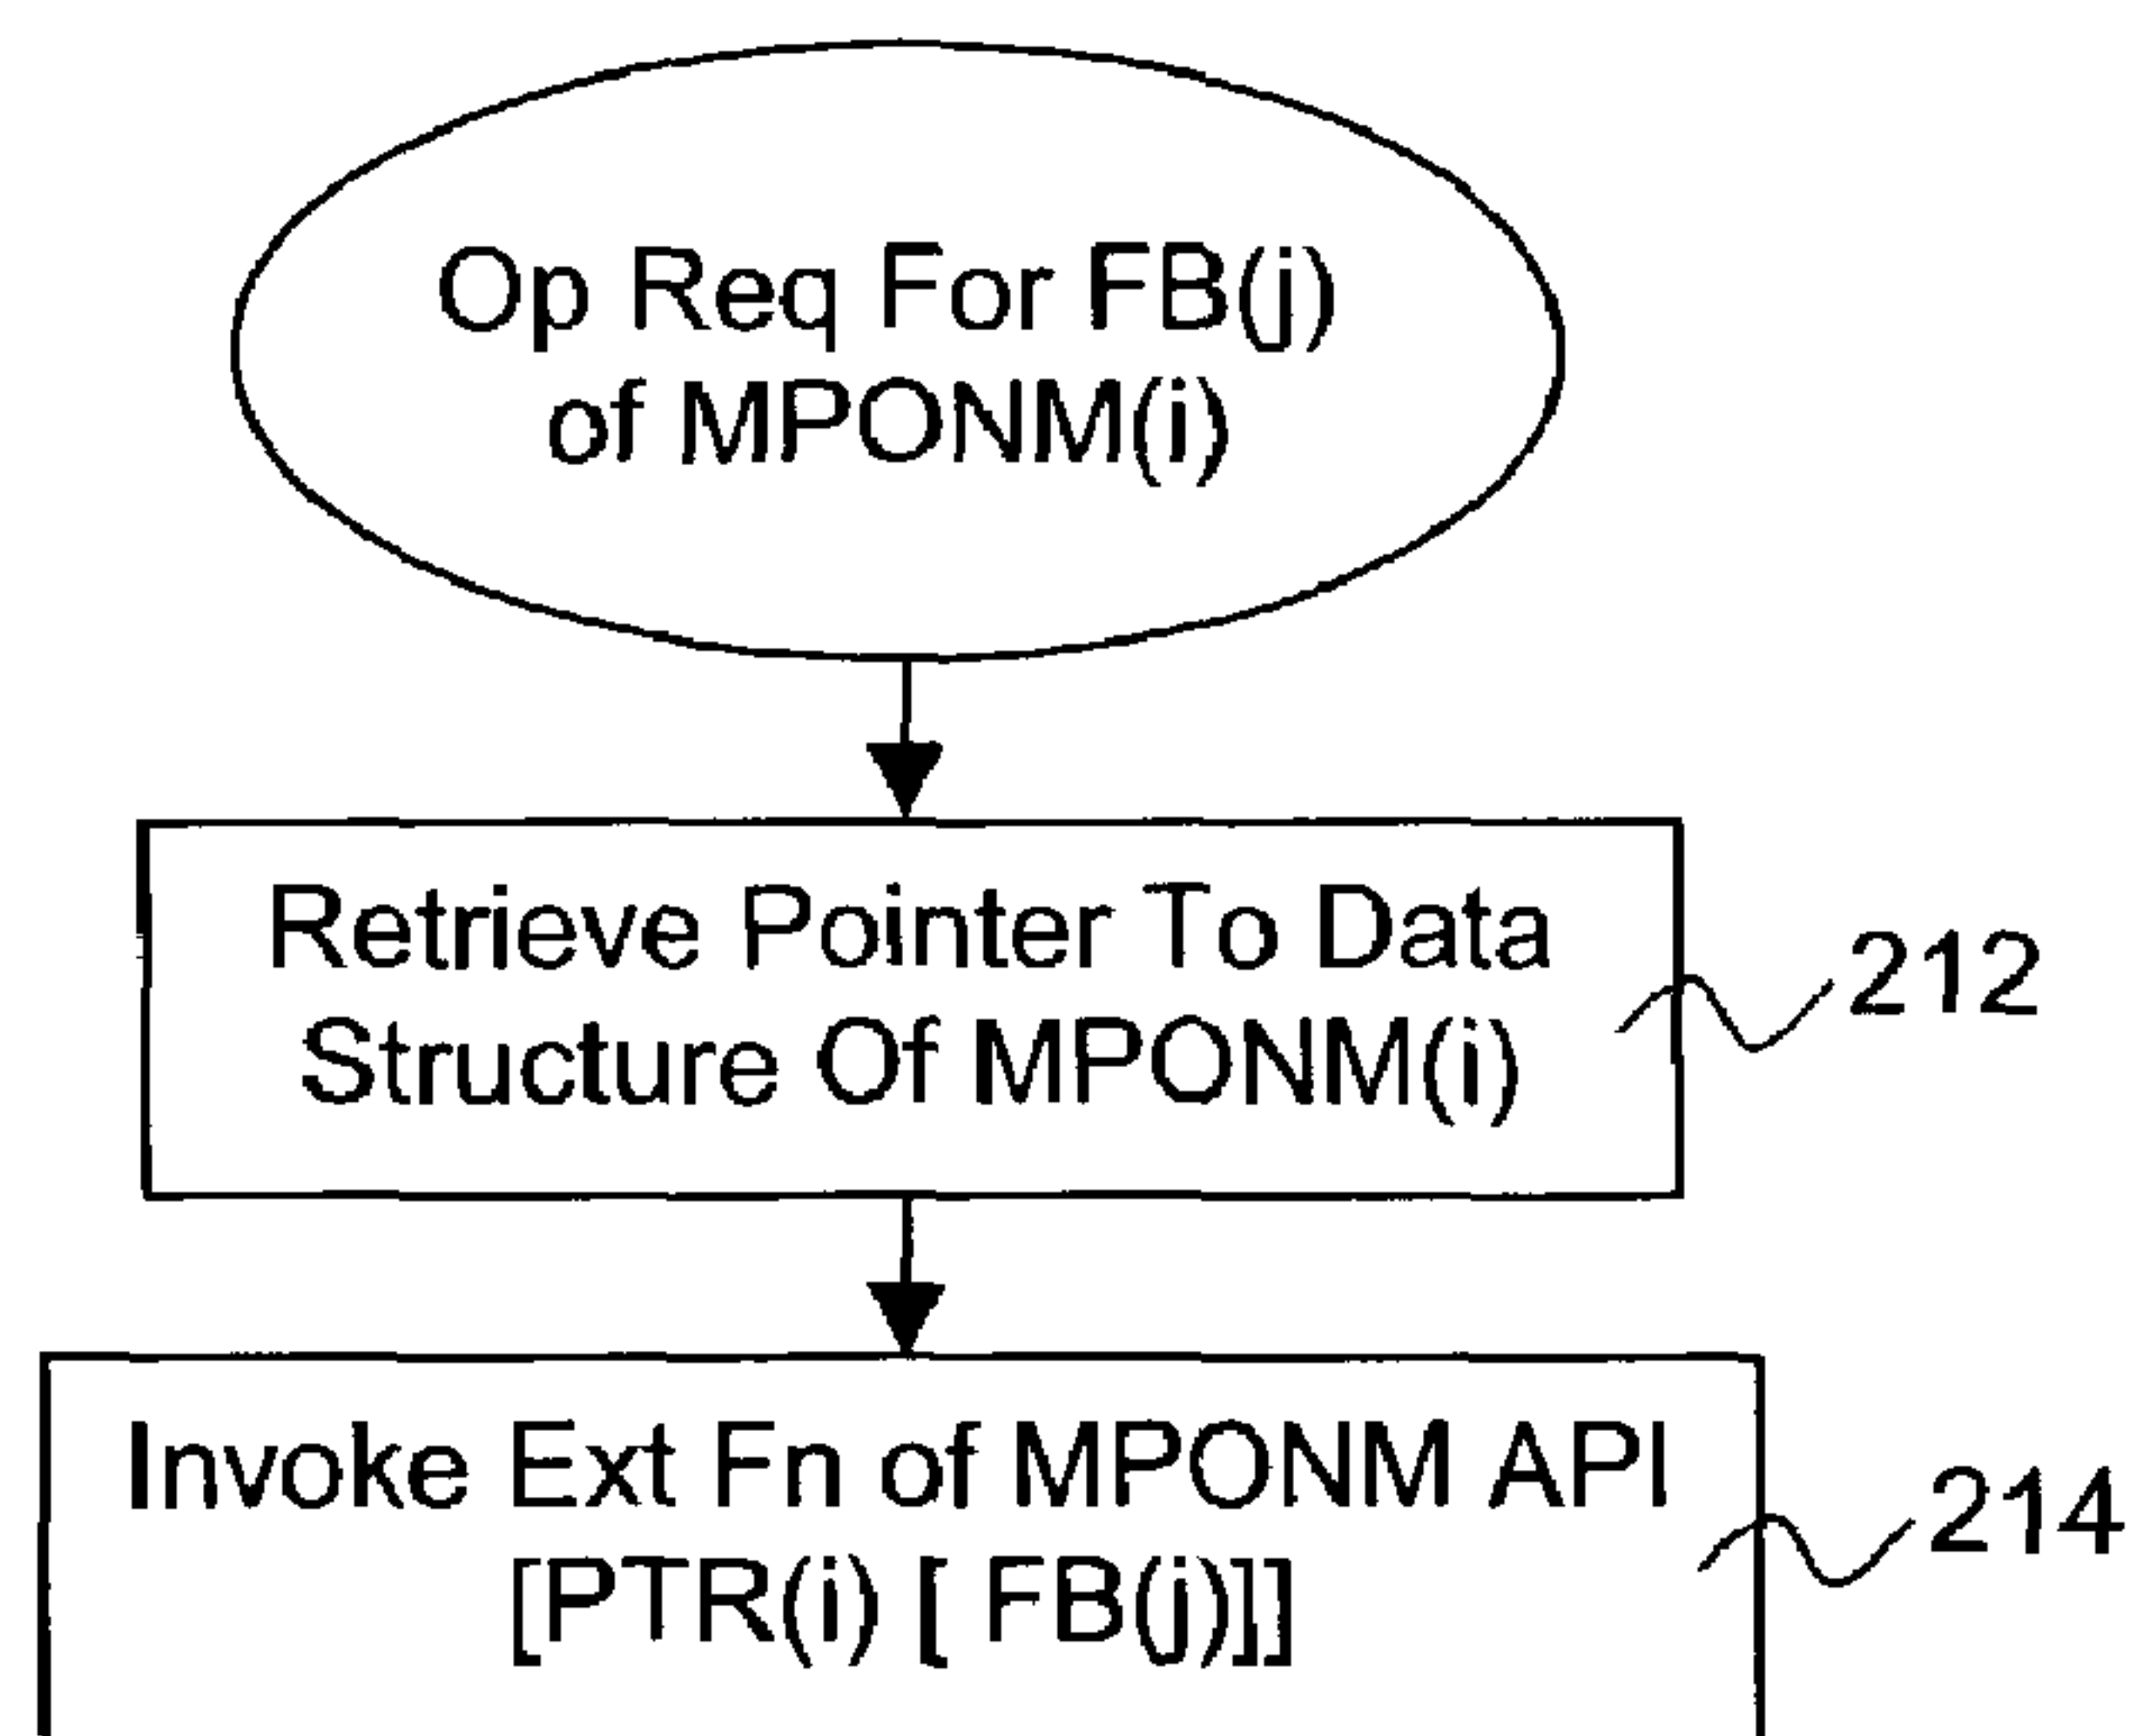 Op Req For FB(j)
of MPONM(i)
Retrieve Pointer To Data
Structure Of MPONM(i)
212
Invoke Ext Fn of MPONM API
[PTR(i) [ FB(j)]]
214